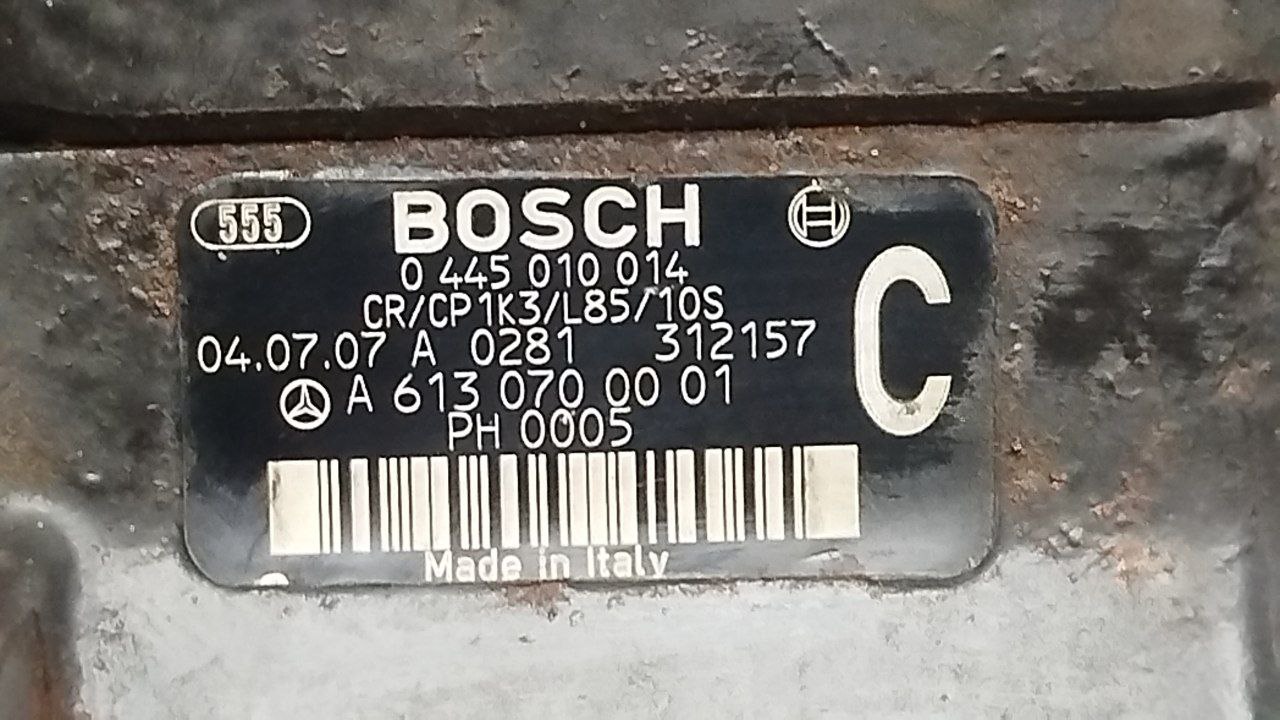 555 BOSCH
0 445 010 014
CR/CP1K3/L85/10S
C
04.07.07 A 0281 312157
A 613 070 00 01
PH 0005
Made in Italy